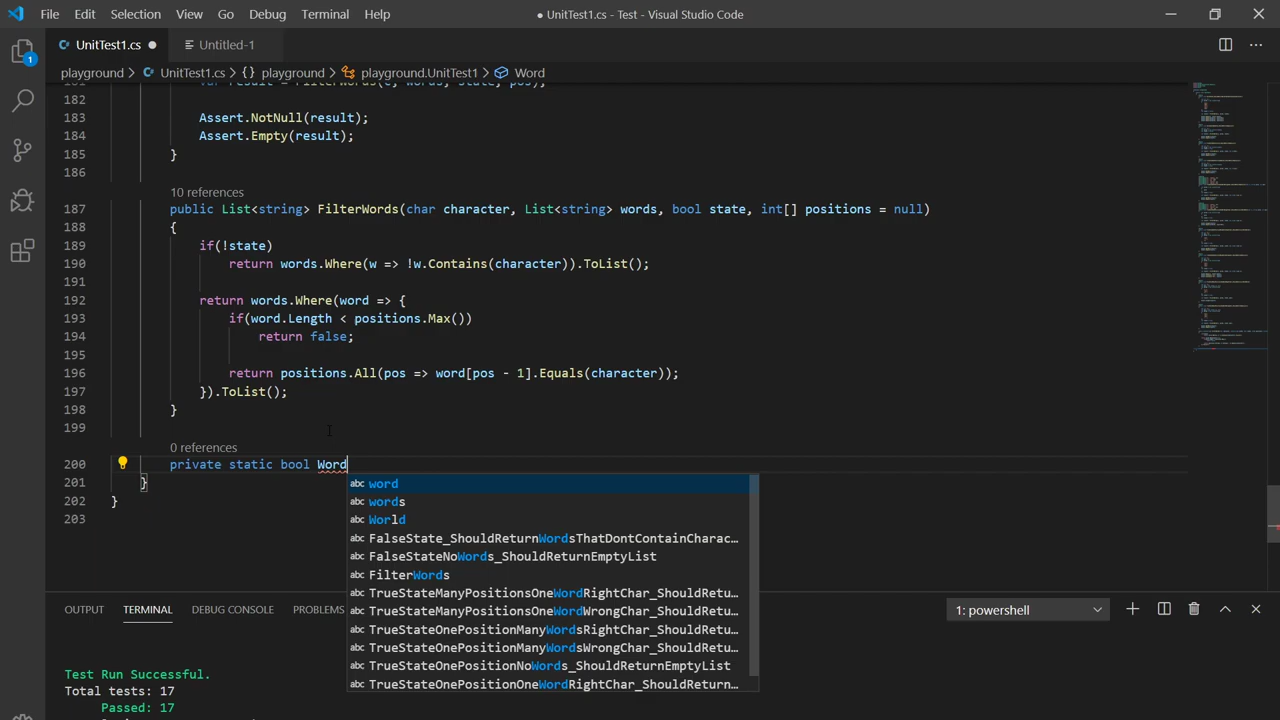 File Edit Selection View Go Debug Terminal Help ● UnitTest1.cs - Test - Visual Studio Code
UnitTest1.cs ● Untitled-1
playground > UnitTest1.cs > {} playground > playground.UnitTest1 > Word
1
182
183 Assert.NotNull(result);
184 Assert.Empty(result);
185 }
186
10 references
187 public List<string> FilterWords(char character, List<string> words, bool state, int[] positions = null)
188 {
189 if(!state)
190 return words.Where(w => !w.Contains(character)).ToList();
191
192 return words.Where(word => {
193 if(word.Length < positions.Max())
194 return false;
195
196 return positions.All(pos => word[pos - 1].Equals(character));
197 }).ToList();
198 }
199
0 references
200 private static bool Word
201 }
202 }
203
abc word
abc words
abc World
abc FalseState_ShouldReturnWordsThatDontContainCharac…
abc FalseStateNoWords_ShouldReturnEmptyList
abc FilterWords
abc TrueStateManyPositionsOneWordRightChar_ShouldRetu…
abc TrueStateManyPositionsOneWordWrongChar_ShouldRetu…
abc TrueStateOnePositionManyWordsRightChar_ShouldRetu…
abc TrueStateOnePositionManyWordsWrongChar_ShouldRetu…
abc TrueStateOnePositionNoWords_ShouldReturnEmptyList
abc TrueStateOnePositionOneWordRightChar_ShouldReturn…
OUTPUT TERMINAL DEBUG CONSOLE PROBLEMS 1: powershell
Test Run Successful.
Total tests: 17
Passed: 17